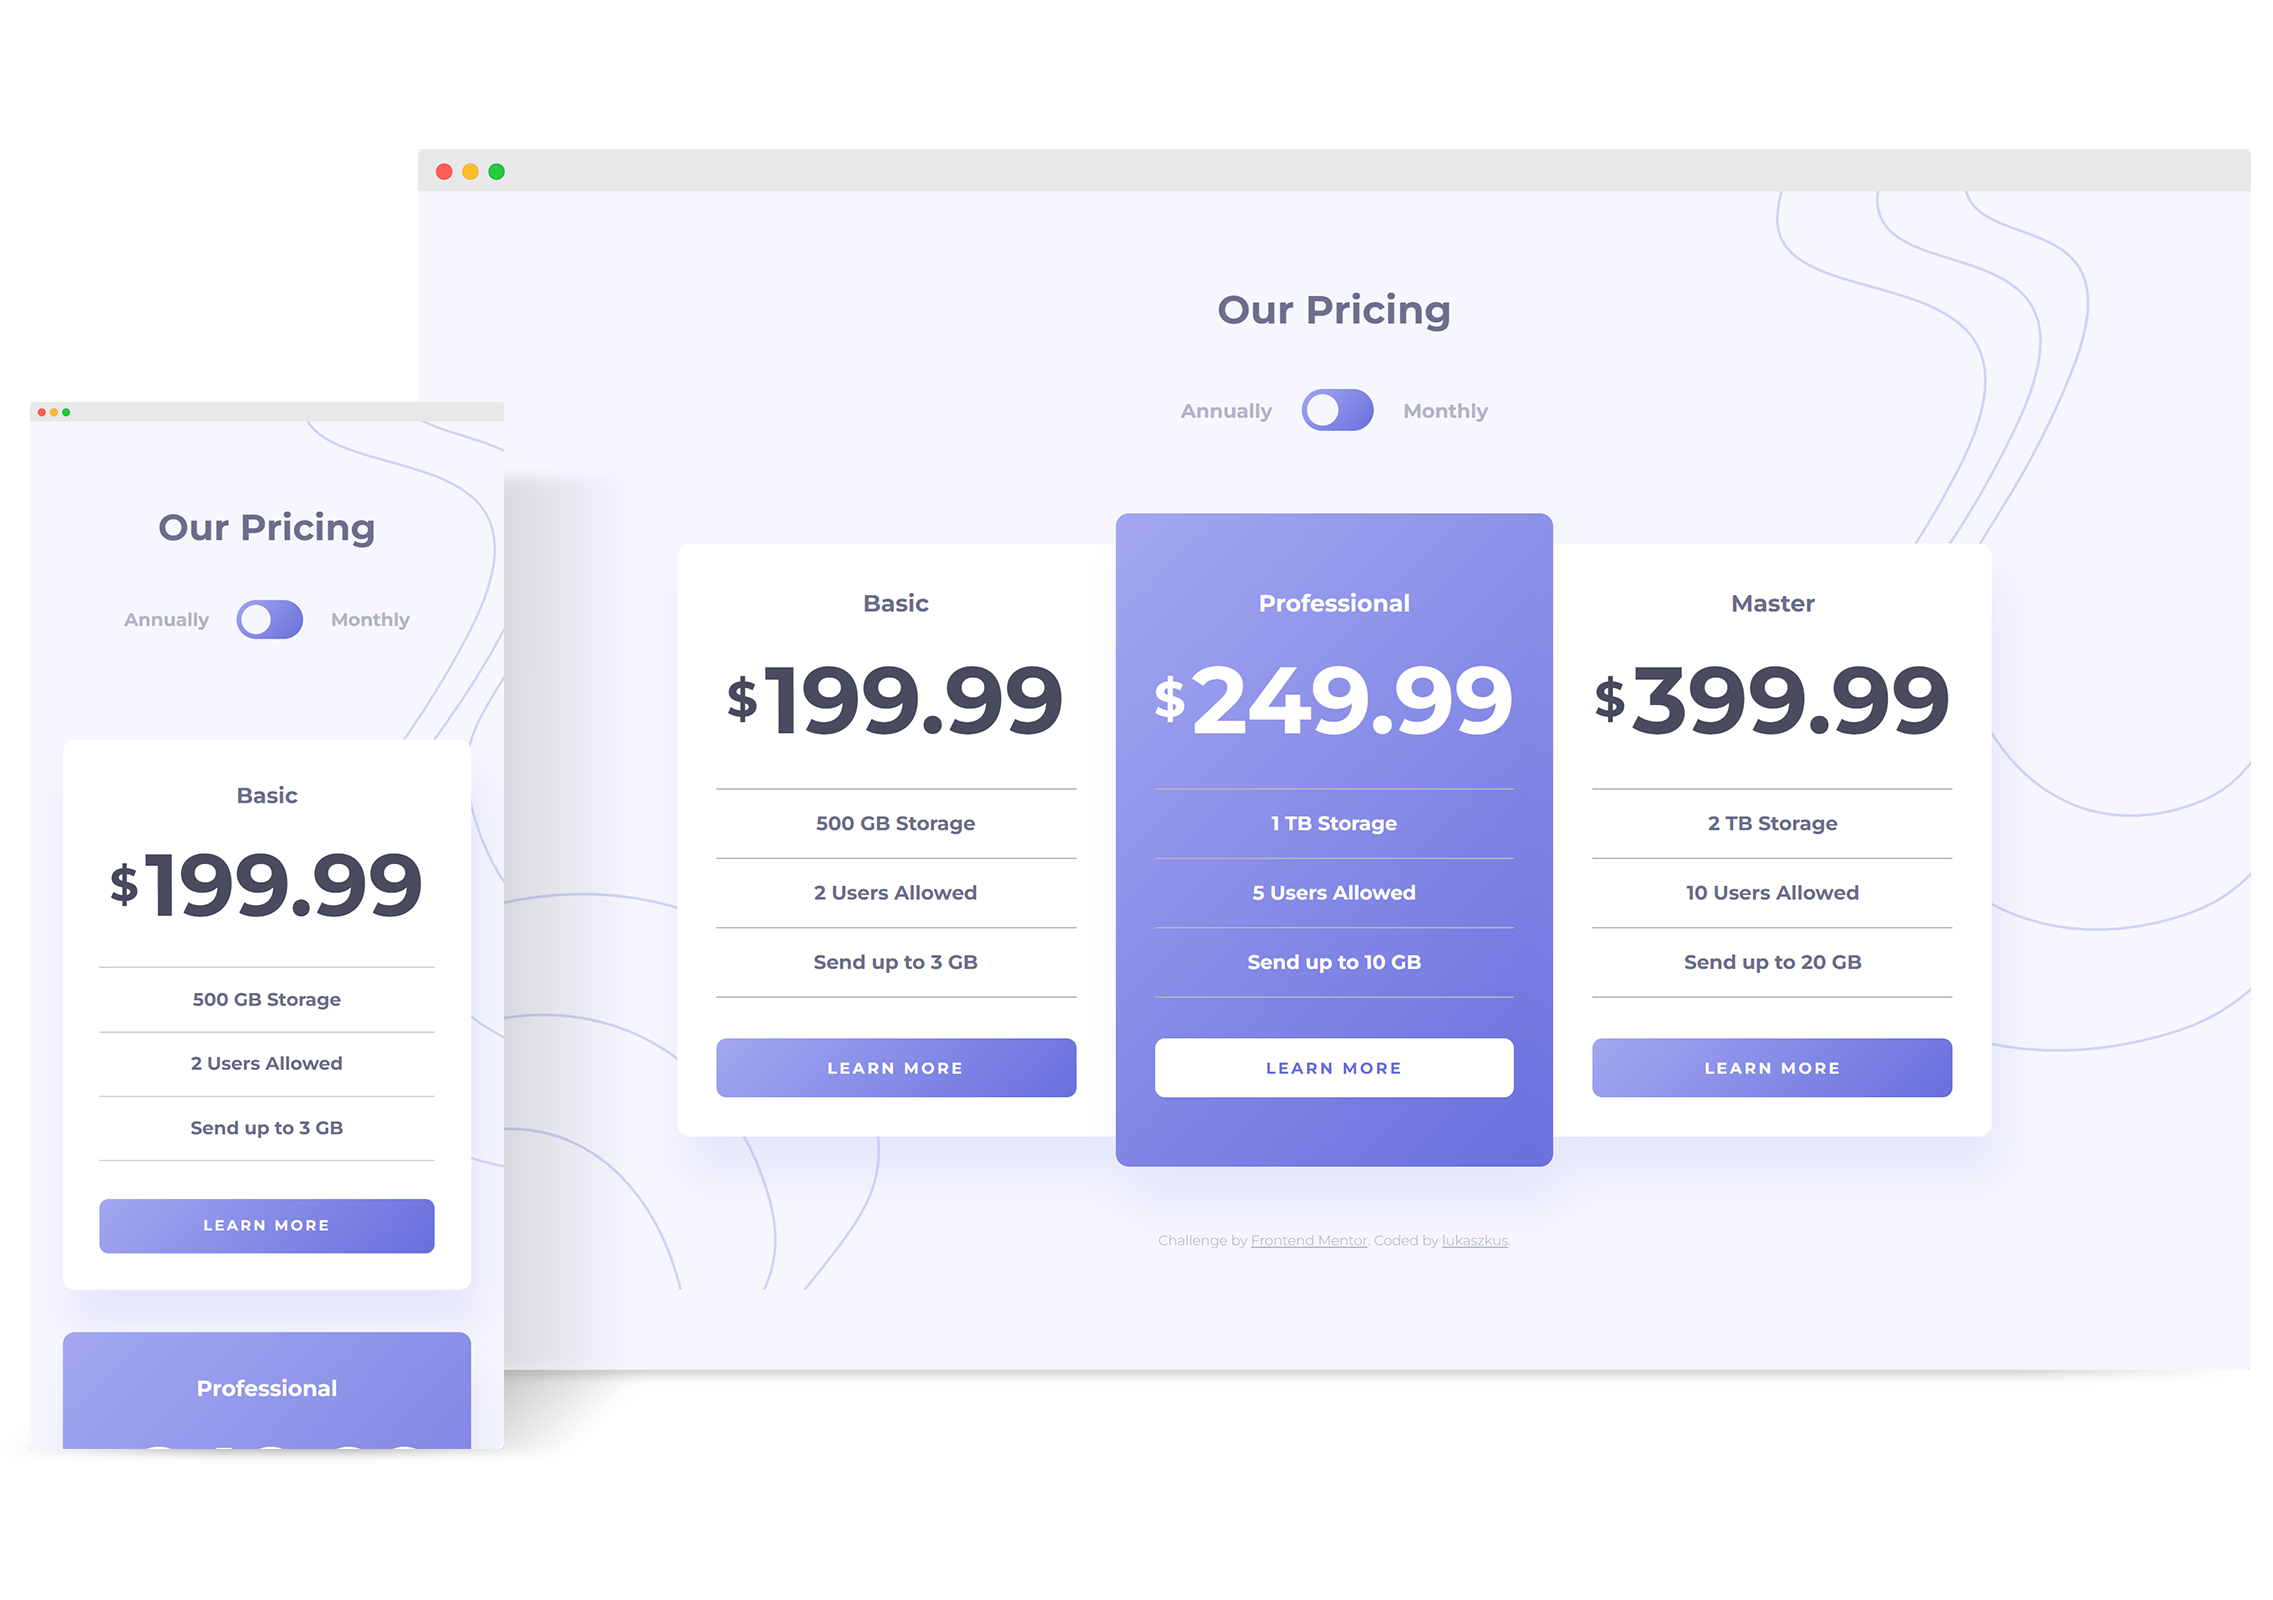 Our Pricing
Annually Monthly
Basic
$199.99
500 GB Storage
2 Users Allowed
Send up to 3 GB
LEARN MORE
Professional
$249.99
1 TB Storage
5 Users Allowed
Send up to 10 GB
LEARN MORE
Master
$399.99
2 TB Storage
10 Users Allowed
Send up to 20 GB
LEARN MORE
Challenge by Frontend Mentor. Coded by lukaszkus.
Our Pricing
Annually Monthly
Basic
$199.99
500 GB Storage
2 Users Allowed
Send up to 3 GB
LEARN MORE
Professional